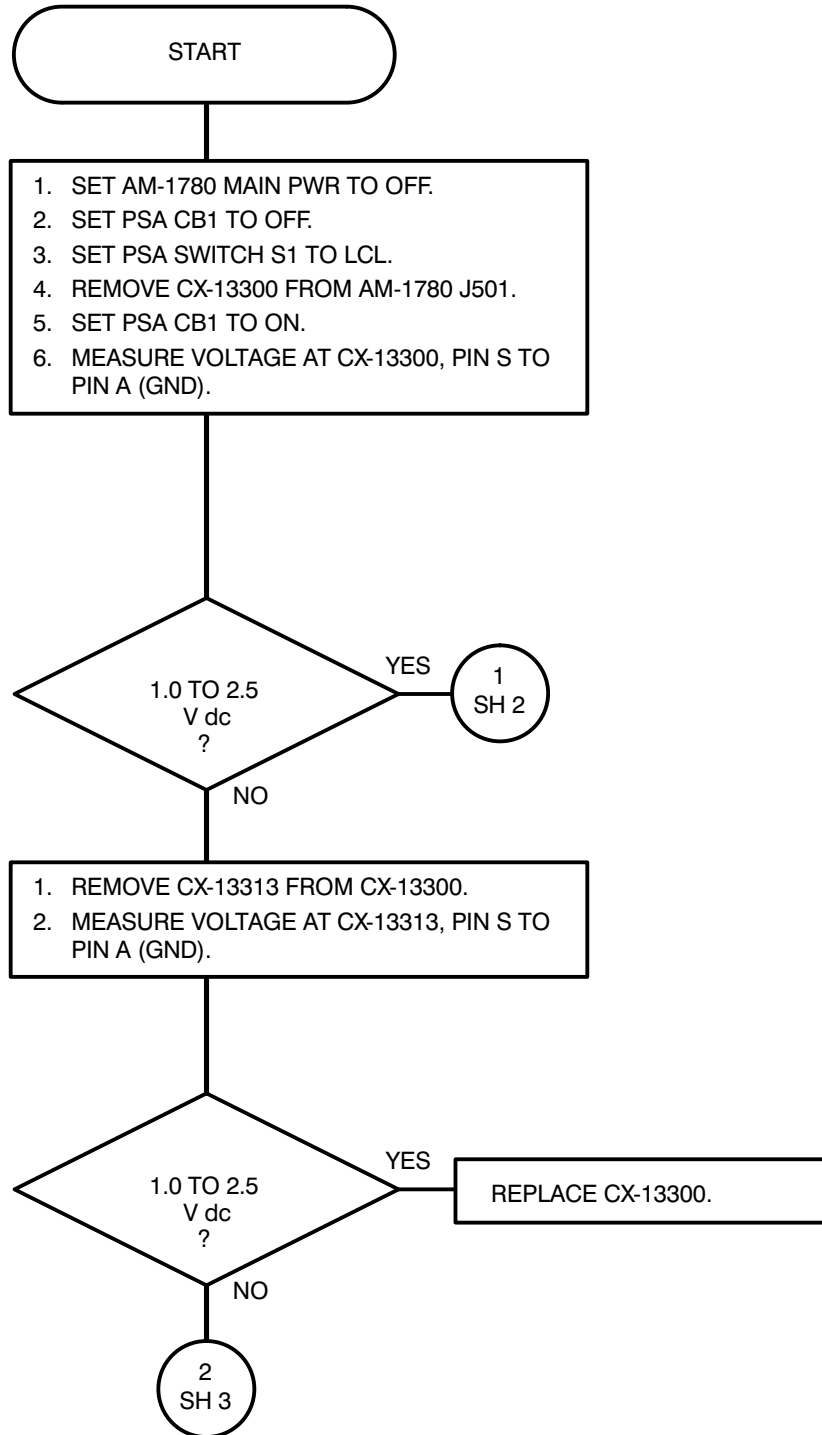 START
1. SET AM-1780 MAIN PWR TO OFF.
2. SET PSA CB1 TO OFF.
3. SET PSA SWITCH S1 TO LCL.
4. REMOVE CX-13300 FROM AM-1780 J501.
5. SET PSA CB1 TO ON.
6. MEASURE VOLTAGE AT CX-13300, PIN S TO
PIN A (GND).
1.0 TO 2.5
V dc
?
YES
1
SH 2
NO
1. REMOVE CX-13313 FROM CX-13300.
2. MEASURE VOLTAGE AT CX-13313, PIN S TO
PIN A (GND).
1.0 TO 2.5
V dc
?
YES
REPLACE CX-13300.
NO
2
SH 3